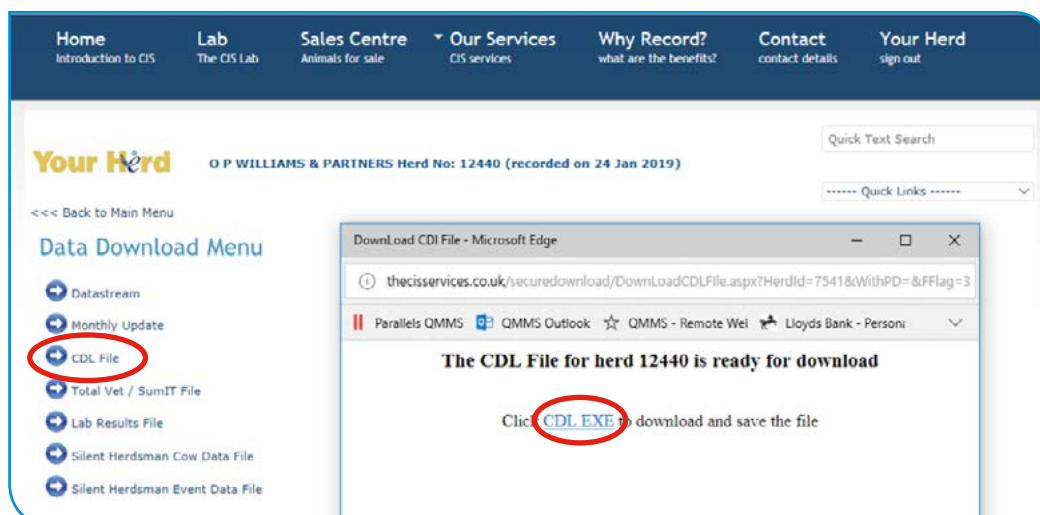 Home Lab Sales Centre Our Services Why Record? Contact Your Herd
Introduction to CIS The CIS Lab Animals for sale CIS services what are the benefits? contact details sign out
Quick Text Search
Your Herd O P WILLIAMS & PARTNERS Herd No: 12440 (recorded on 24 Jan 2019)
------ Quick Links ------
<<< Back to Main Menu
Data Download Menu
Datastream
Monthly Update
CDL File
Total Vet / SumIT File
Lab Results File
Silent Herdsman Cow Data File
Silent Herdsman Event Data File
DownLoad CDl File - Microsoft Edge
thecisservices.co.uk/securedownload/DownLoadCDLFIle.aspx?HerdId=7541&WithPD=&FFlag=3
Parallels QMMS QMMS Outlook QMMS - Remote Wel Lloyds Bank - Persona
The CDL File for herd 12440 is ready for download
Click CDL EXE to download and save the file